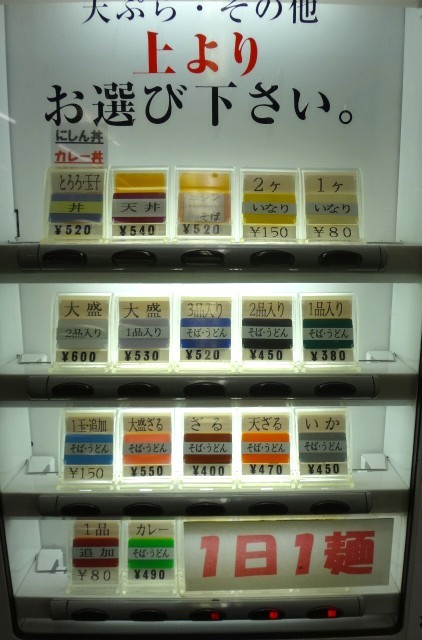 天ぷら・その他
上より
お選び下さい。
にしん丼
カレー丼
とろろ・玉子
丼
¥520
天丼
¥540
そば
¥520
2ヶ
いなり
¥150
1ヶ
いなり
¥80
大盛
2品入り
¥600
大盛
1品入り
¥530
3品入り
そば・うどん
¥520
2品入り
そば・うどん
¥450
1品入り
そば・うどん
¥380
1玉追加
そば・うどん
¥150
大盛ざる
そば・うどん
¥550
ざる
そば・うどん
¥400
天ざる
そば・うどん
¥470
いか
そば・うどん
¥450
1品
追加
¥80
カレー
そば・うどん
¥490
1日1麺